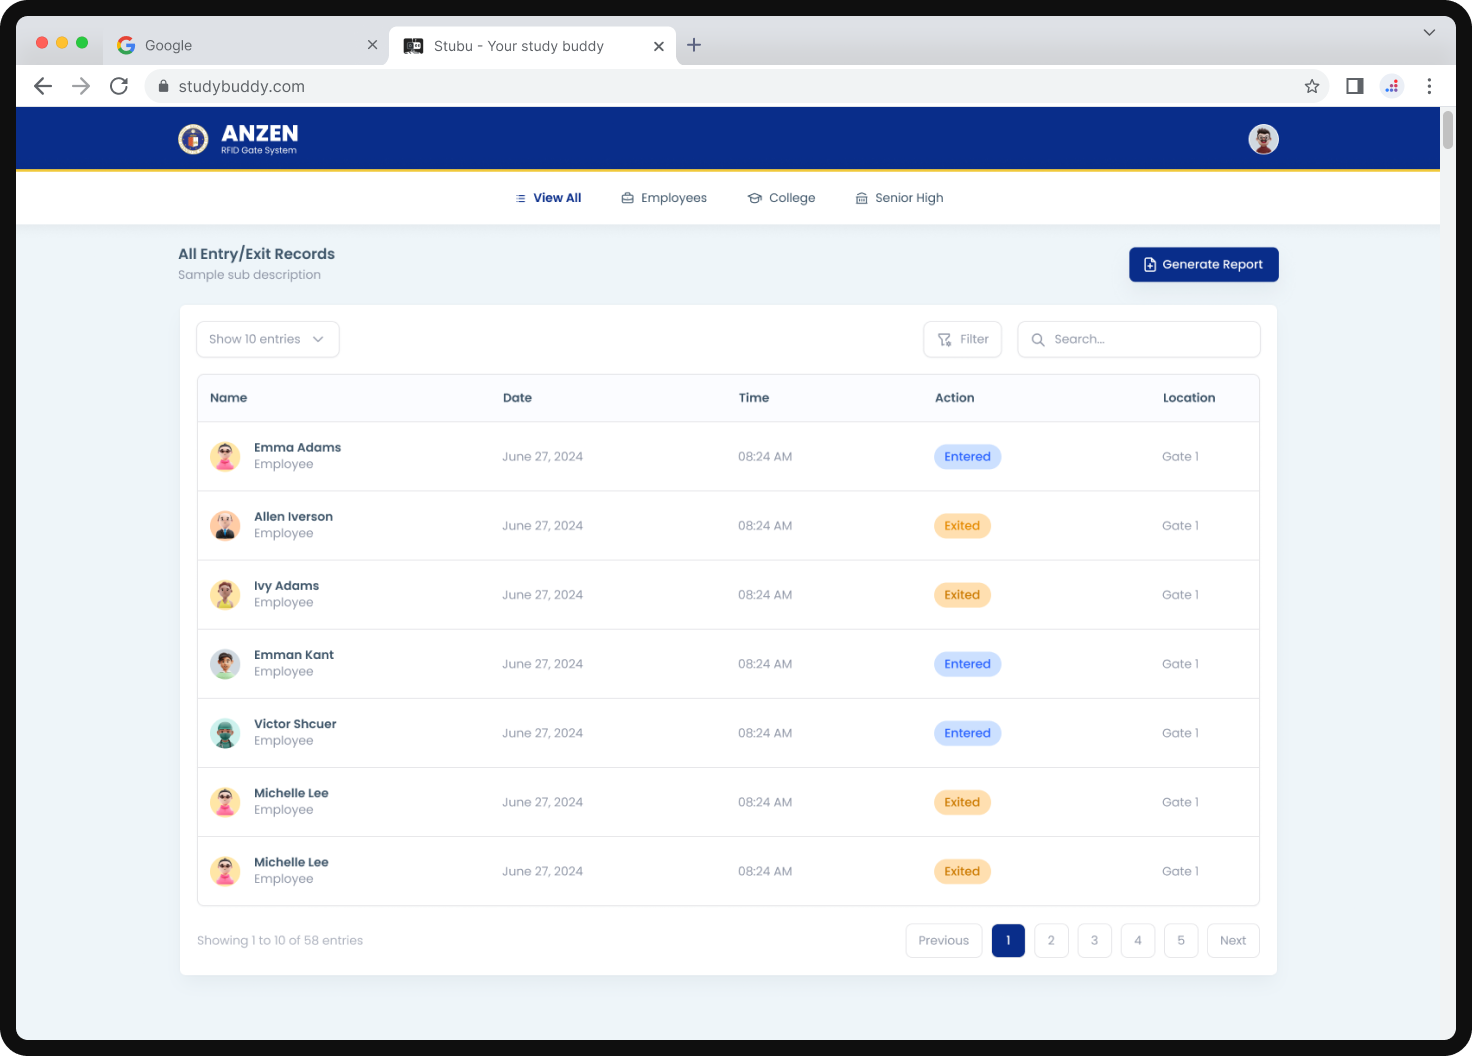 Google
Stubu - Your study buddy
studybuddy.com
ANZEN
RFID Gate System
View All
Employees
College
Senior High
All Entry/Exit Records
Sample sub description
Generate Report
Show 10 entries
Filter
Search...
Name Date Time Action Location
Emma Adams
Employee
June 27, 2024
08:24 AM
Entered
Gate 1
Allen Iverson
Employee
June 27, 2024
08:24 AM
Exited
Gate 1
Ivy Adams
Employee
June 27, 2024
08:24 AM
Exited
Gate 1
Emman Kant
Employee
June 27, 2024
08:24 AM
Entered
Gate 1
Victor Shcuer
Employee
June 27, 2024
08:24 AM
Entered
Gate 1
Michelle Lee
Employee
June 27, 2024
08:24 AM
Exited
Gate 1
Michelle Lee
Employee
June 27, 2024
08:24 AM
Exited
Gate 1
Showing 1 to 10 of 58 entries
Previous 1 2 3 4 5 Next